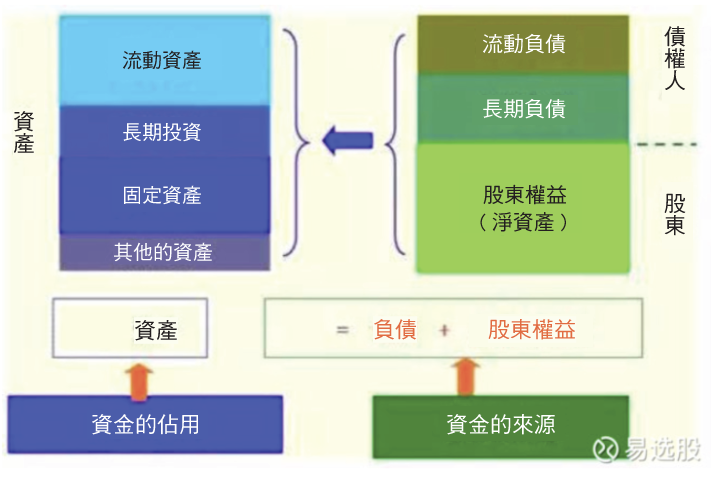 資產
流動資產
長期投資
固定資產
其他的資產
流動負債
長期負債
股東權益
（淨資產）
債權人
股東
資產
= 負債 + 股東權益
資金的佔用
資金的來源
易选股